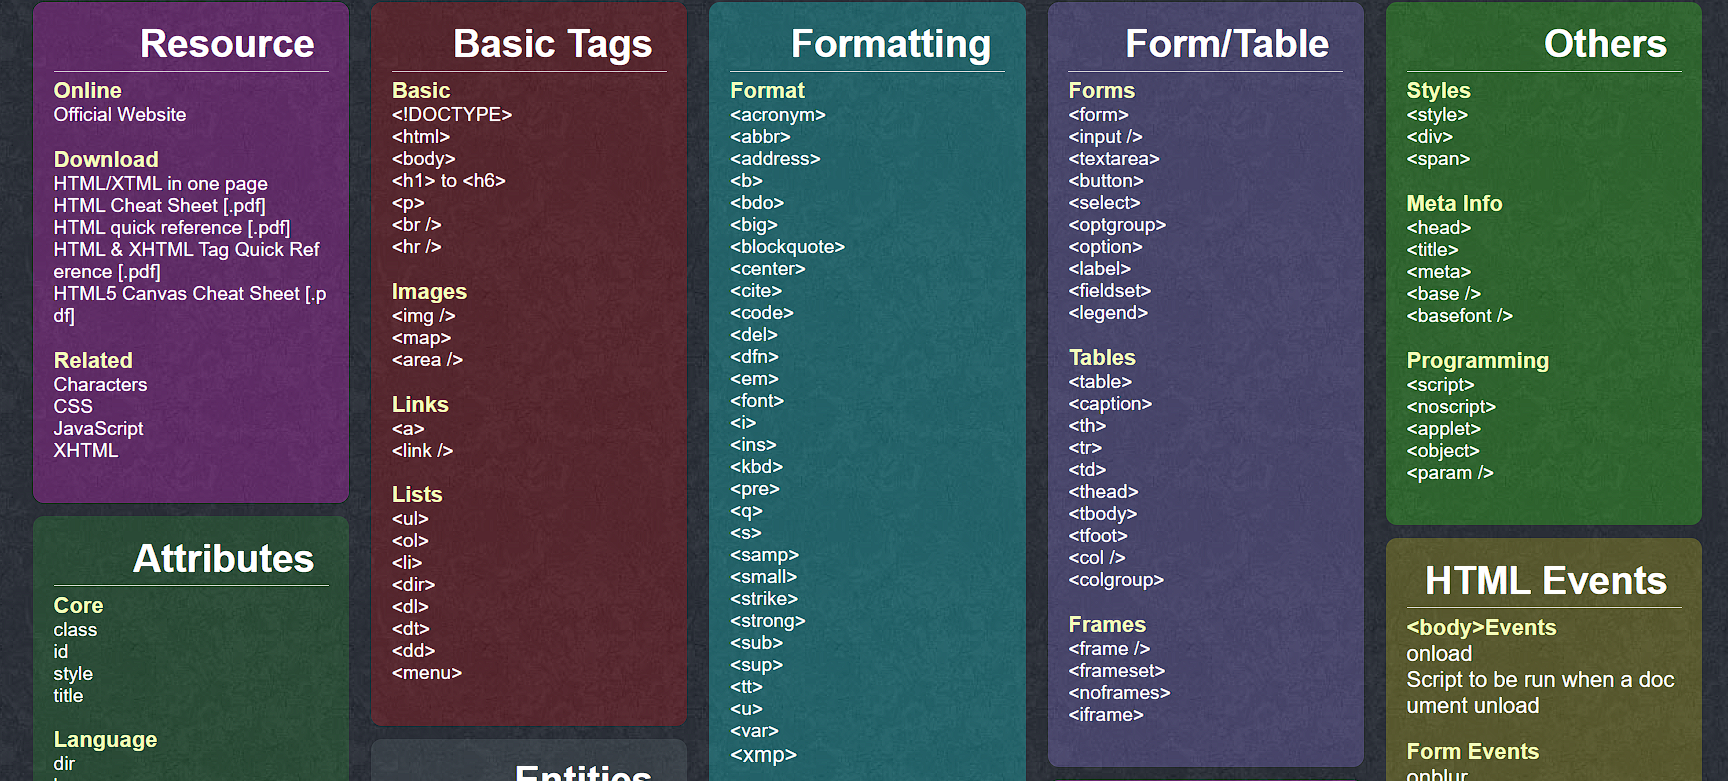 Resource
Online
Official Website
Download
HTML/XTML in one page
HTML Cheat Sheet [.pdf]
HTML quick reference [.pdf]
HTML & XHTML Tag Quick Ref
erence [.pdf]
HTML5 Canvas Cheat Sheet [.p
df]
Related
Characters
CSS
JavaScript
XHTML
Attributes
Core
class
id
style
title
Language
dir
Basic Tags
Basic
<!DOCTYPE>
<html>
<body>
<h1> to <h6>
<p>
<br />
<hr />
Images
<img />
<map>
<area />
Links
<a>
<link />
Lists
<ul>
<ol>
<li>
<dir>
<dl>
<dt>
<dd>
<menu>
Entities
Formatting
Format
<acronym>
<abbr>
<address>
<b>
<bdo>
<big>
<blockquote>
<center>
<cite>
<code>
<del>
<dfn>
<em>
<font>
<i>
<ins>
<kbd>
<pre>
<q>
<s>
<samp>
<small>
<strike>
<strong>
<sub>
<sup>
<tt>
<u>
<var>
<xmp>
Form/Table
Forms
<form>
<input />
<textarea>
<button>
<select>
<optgroup>
<option>
<label>
<fieldset>
<legend>
Tables
<table>
<caption>
<th>
<tr>
<td>
<thead>
<tbody>
<tfoot>
<col />
<colgroup>
Frames
<frame />
<frameset>
<noframes>
<iframe>
Others
Styles
<style>
<div>
<span>
Meta Info
<head>
<title>
<meta>
<base />
<basefont />
Programming
<script>
<noscript>
<applet>
<object>
<param />
HTML Events
<body>Events
onload
Script to be run when a doc
ument unload
Form Events
onblur